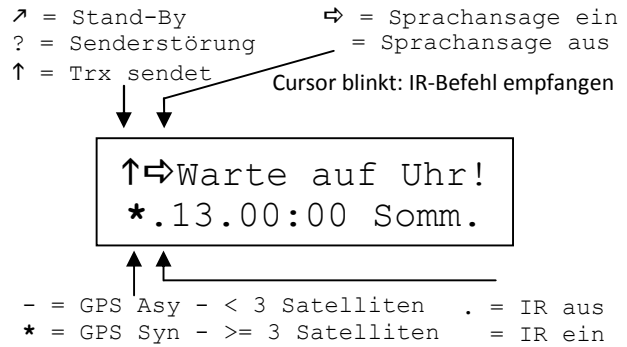 ↗ = Stand-By ⇨ = Sprachansage ein
? = Senderstörung = Sprachansage aus
↑ = Trx sendet Cursor blinkt: IR-Befehl empfangen
↑⇨Warte auf Uhr!
*.13.00:00 Somm.
- = GPS Asy - < 3 Satelliten . = IR aus
* = GPS Syn - >= 3 Satelliten = IR ein